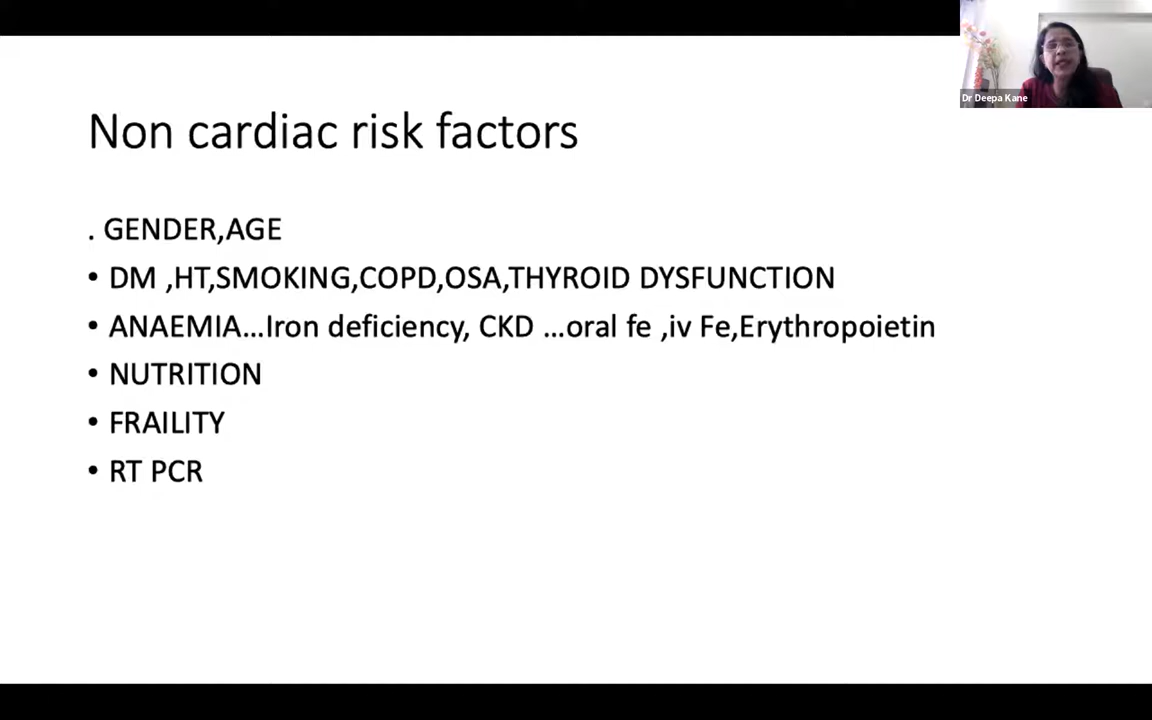 Dr Deepa Kane
Non cardiac risk factors
. GENDER,AGE
• DM ,HT,SMOKING,COPD,OSA,THYROID DYSFUNCTION
• ANAEMIA...Iron deficiency, CKD ...oral fe ,iv Fe,Erythropoietin
• NUTRITION
• FRAILITY
• RT PCR